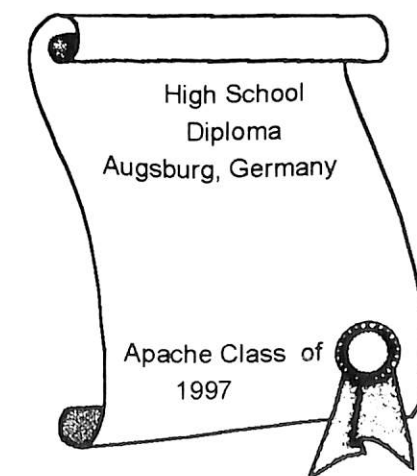 High School
Diploma
Augsburg, Germany
Apache Class of
1997